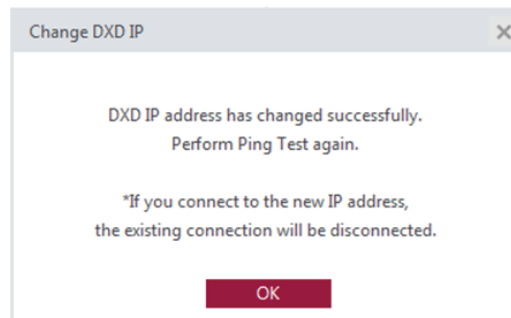 Change DXD IP
DXD IP address has changed successfully.
Perform Ping Test again.
*If you connect to the new IP address,
the existing connection will be disconnected.
OK